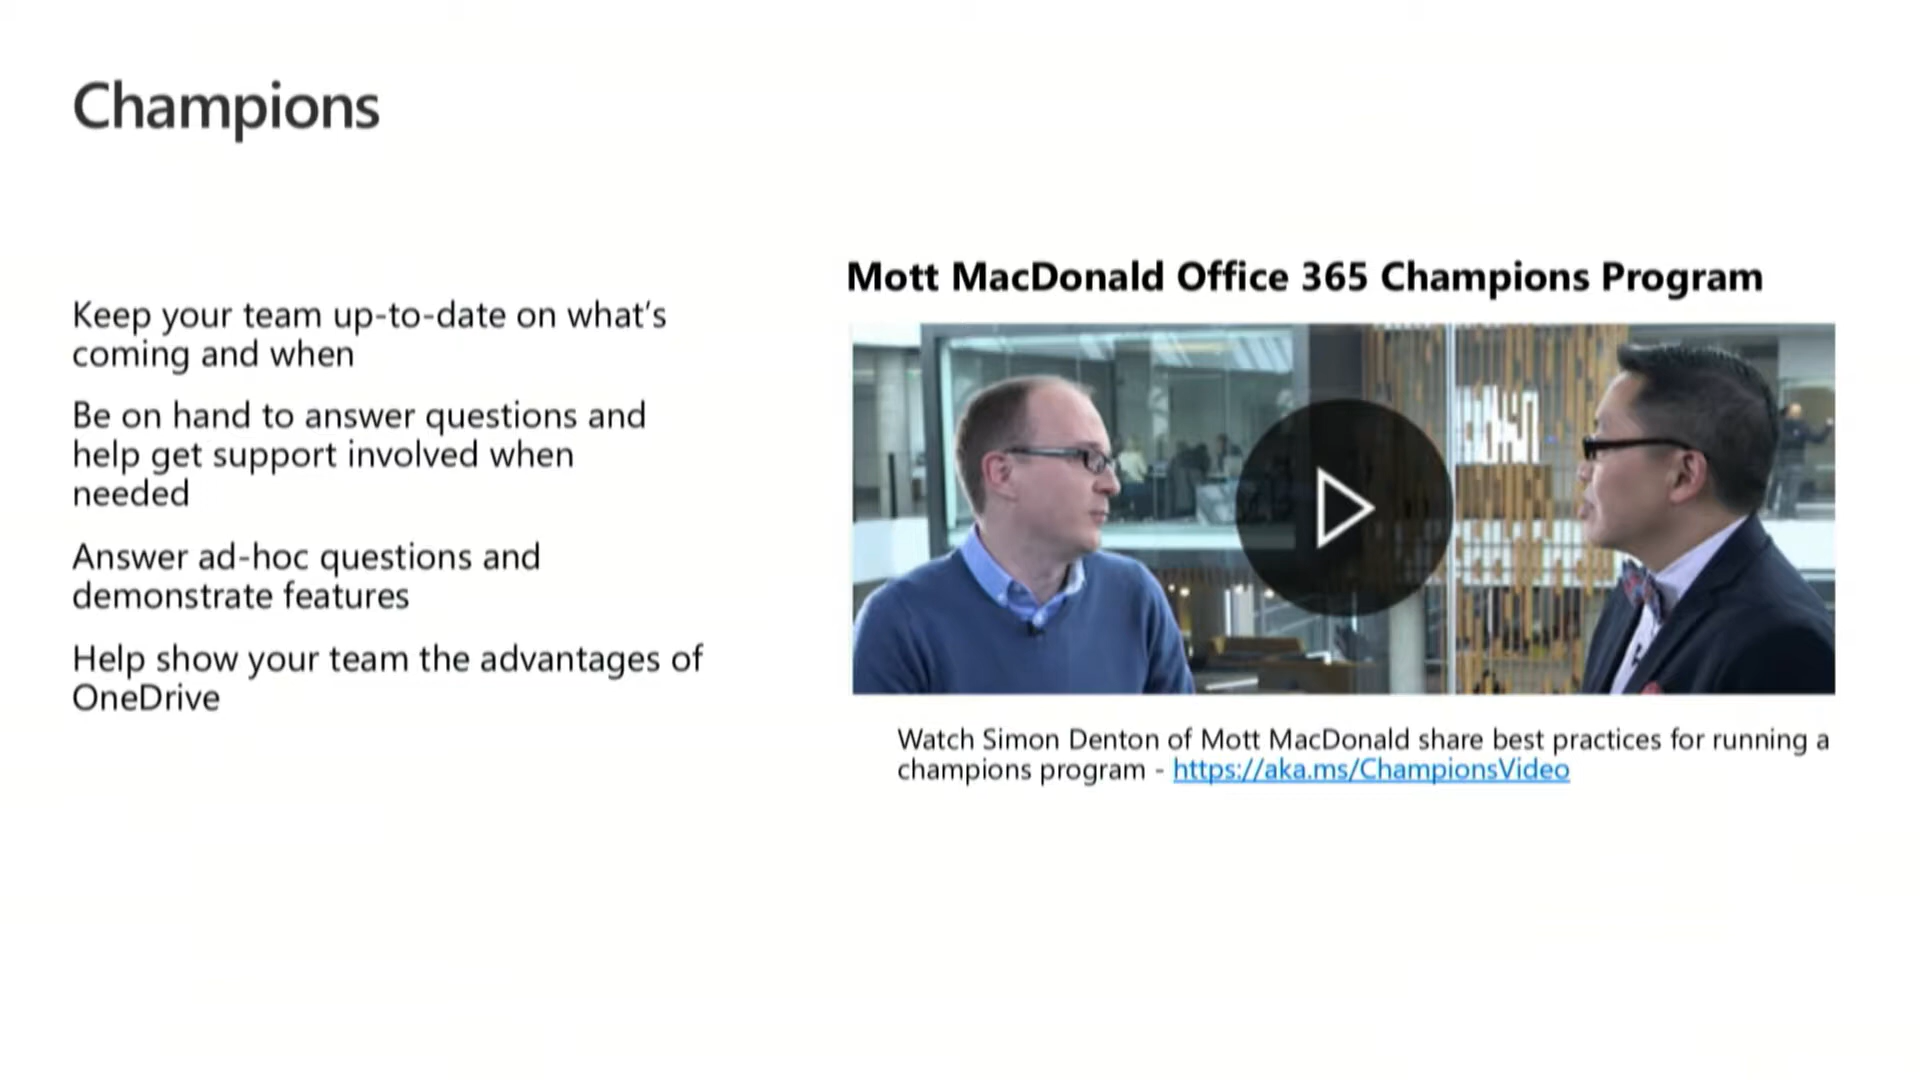 Champions
Keep your team up-to-date on what's
coming and when
Be on hand to answer questions and
help get support involved when
needed
Answer ad-hoc questions and
demonstrate features
Help show your team the advantages of
OneDrive
Mott MacDonald Office 365 Champions Program
Watch Simon Denton of Mott MacDonald share best practices for running a
champions program - https://aka.ms/ChampionsVideo